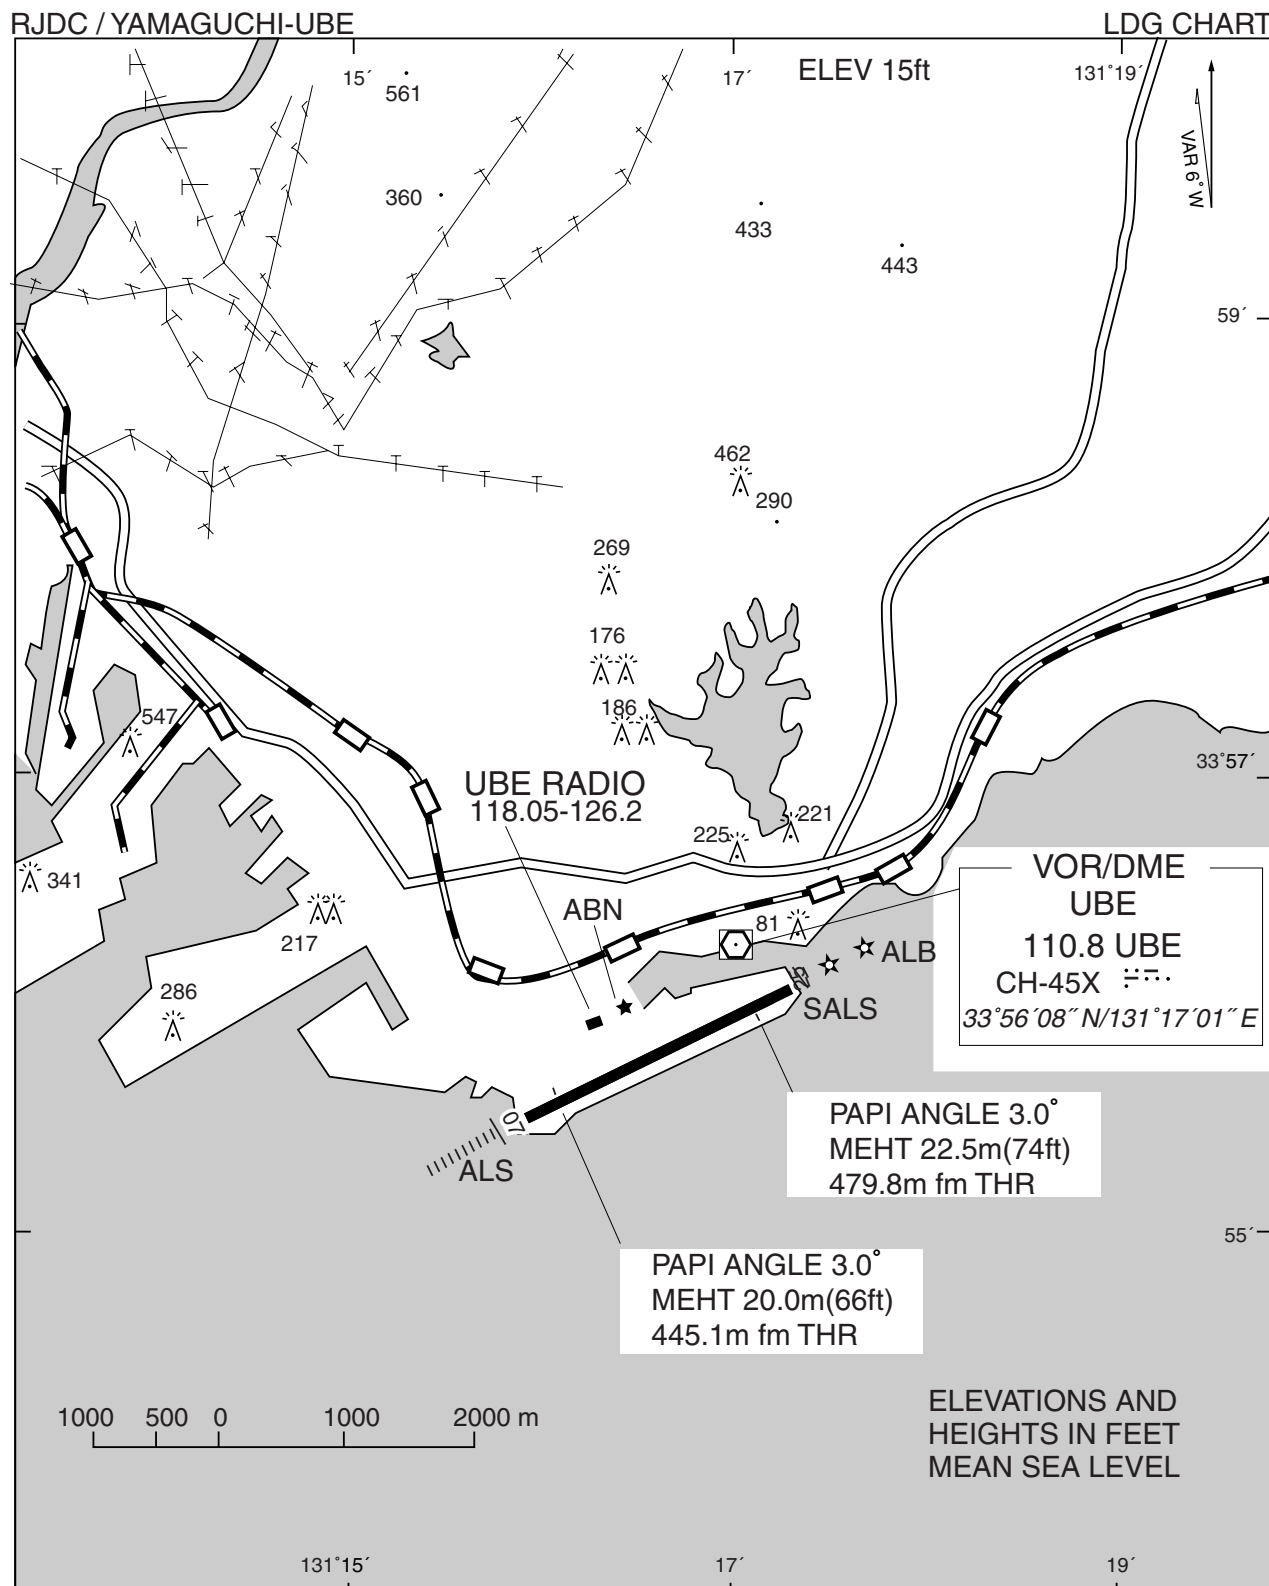 RJDC / YAMAGUCHI-UBE
LDG CHART
15´
17´
ELEV 15ft
131°19´
561
VAR 6°W
360
433
443
59´
462
290
269
176
186
547
33°57´
UBE RADIO
118.05-126.2
221
225
341
VOR/DME
UBE
110.8 UBE
CH-45X
33°56´08˝N/131°17´01˝E
ABN
81
217
ALB
286
25
SALS
07
ALS
PAPI ANGLE 3.0°
MEHT 22.5m(74ft)
479.8m fm THR
55´
PAPI ANGLE 3.0°
MEHT 20.0m(66ft)
445.1m fm THR
1000 500 0 1000 2000 m
ELEVATIONS AND
HEIGHTS IN FEET
MEAN SEA LEVEL
131°15´
17´
19´